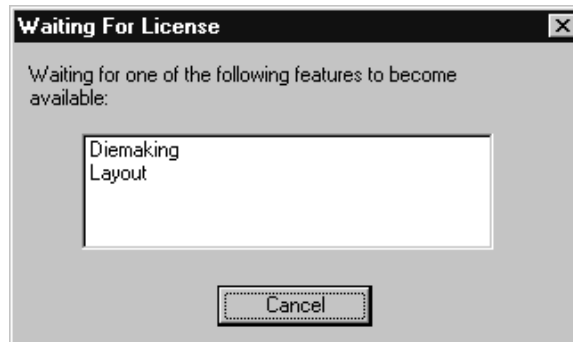 Waiting For License
Waiting for one of the following features to become
available:
Diemaking
Layout
Cancel